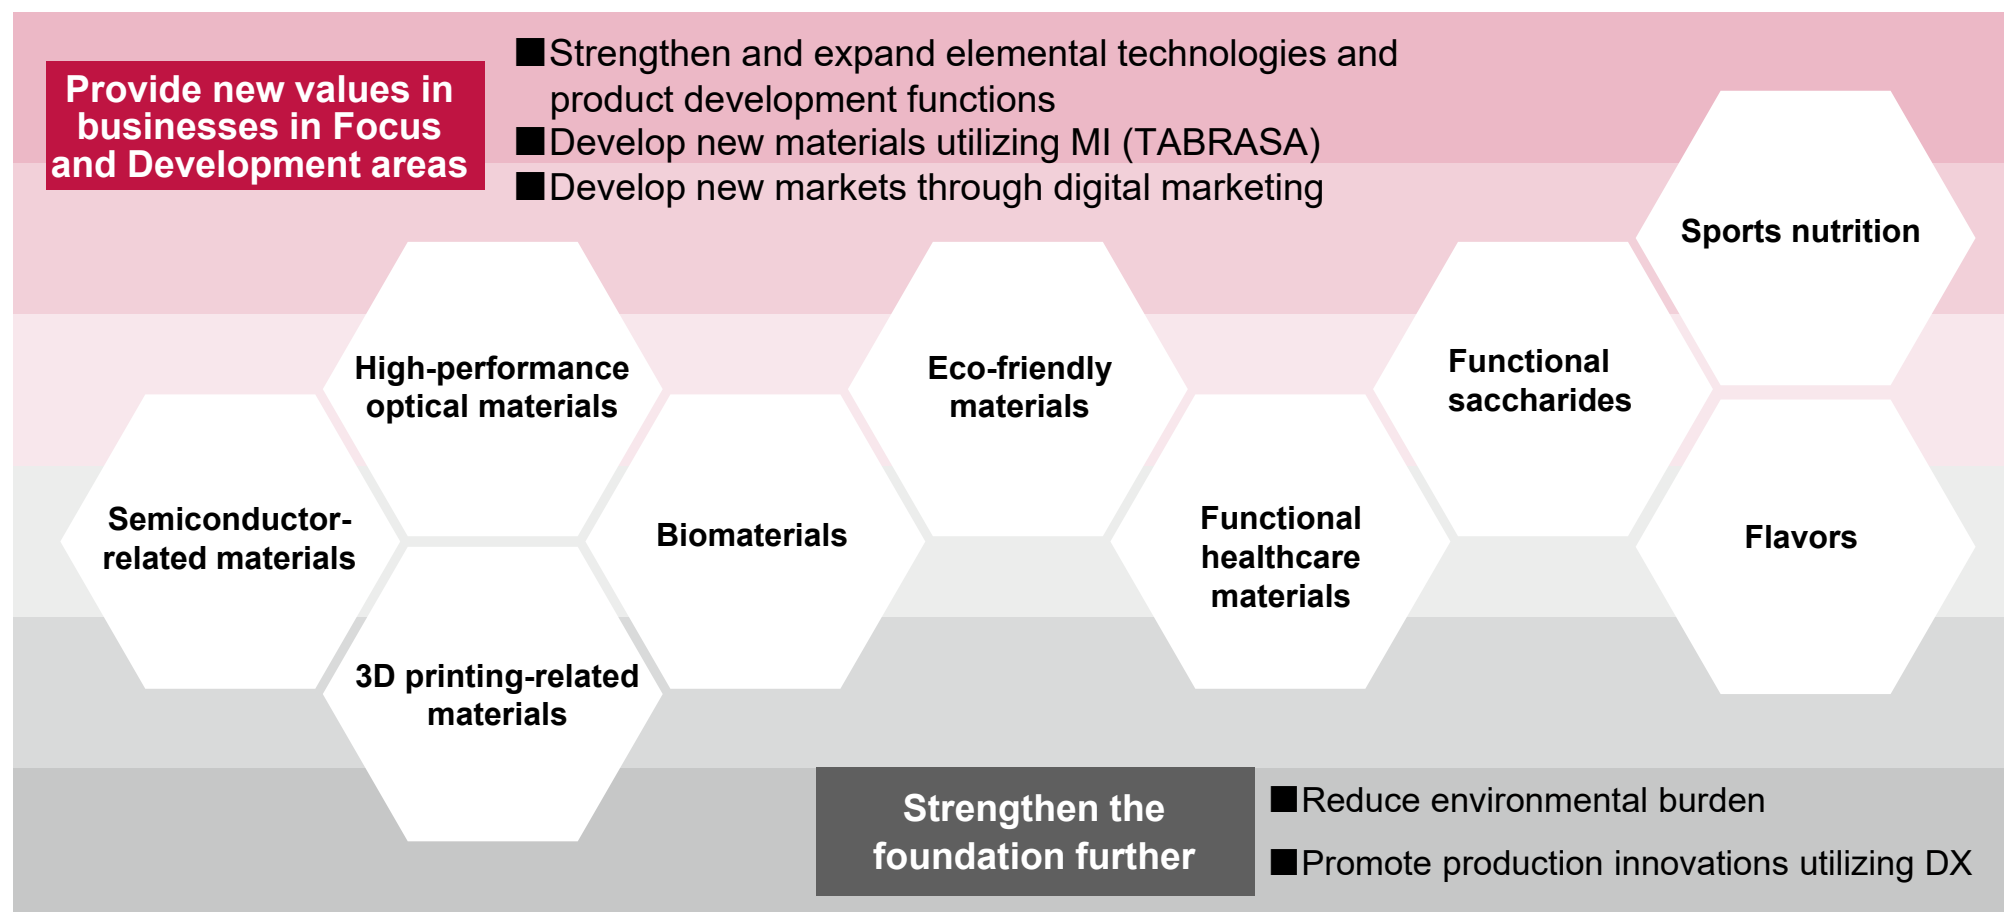 Provide new values in
businesses in Focus
and Development areas
■Strengthen and expand elemental technologies and
product development functions
■Develop new materials utilizing MI (TABRASA)
■Develop new markets through digital marketing
Sports nutrition
High-performance
optical materials
Eco-friendly
materials
Functional
saccharides
Semiconductor-
related materials
Biomaterials
Functional
healthcare
materials
Flavors
3D printing-related
materials
Strengthen the
foundation further
■Reduce environmental burden
■Promote production innovations utilizing DX